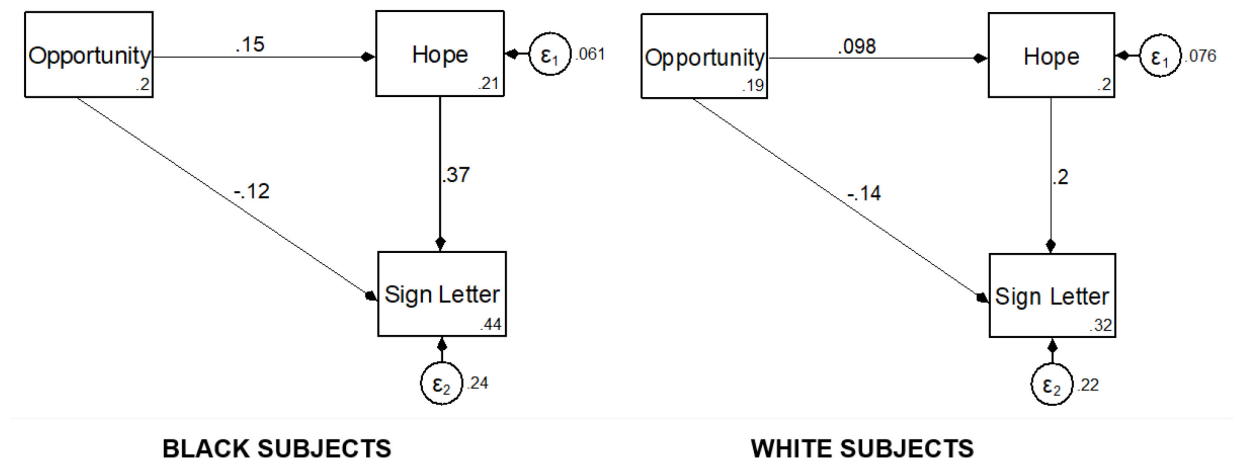 Opportunity
.2
.15
Hope
.21
ε1
.061
-.12
.37
Sign Letter
.44
ε2
.24
BLACK SUBJECTS
Opportunity
.19
.098
Hope
.2
ε1
.076
-.14
.2
Sign Letter
.32
ε2
.22
WHITE SUBJECTS